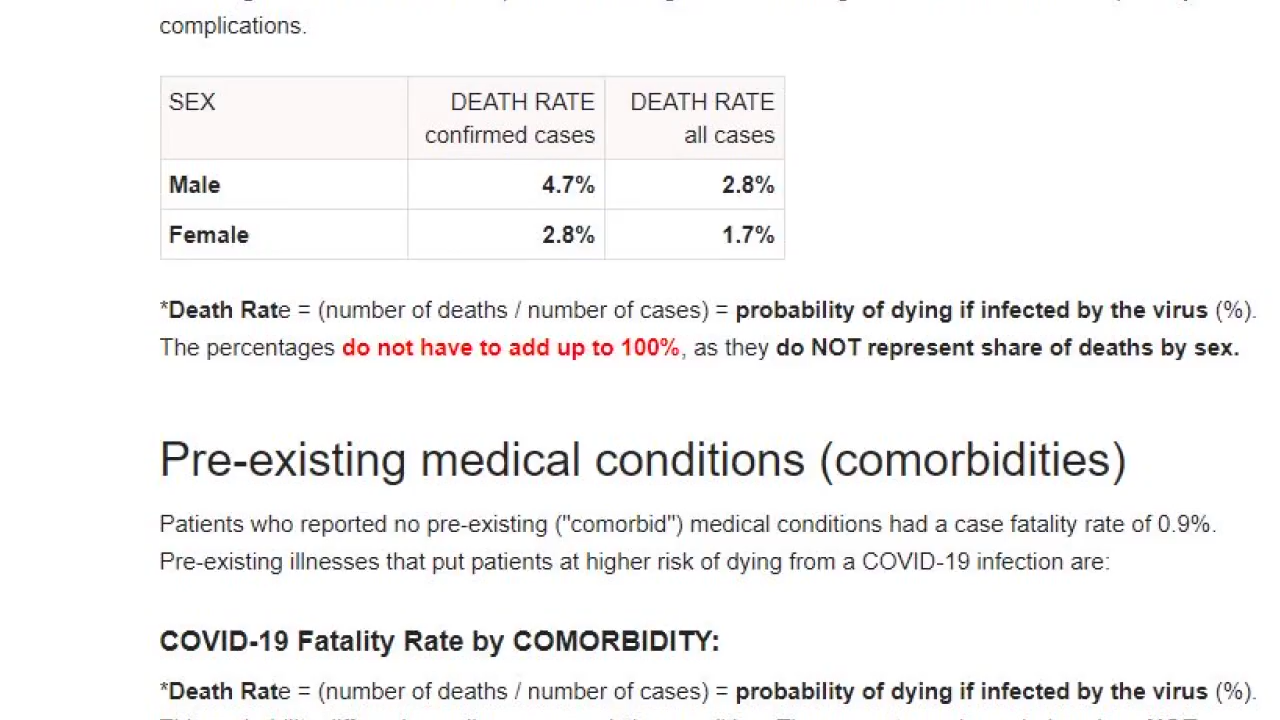 complications.
SEX DEATH RATE confirmed cases DEATH RATE all cases
Male 4.7% 2.8%
Female 2.8% 1.7%
*Death Rate = (number of deaths / number of cases) = probability of dying if infected by the virus (%).
The percentages do not have to add up to 100%, as they do NOT represent share of deaths by sex.
Pre-existing medical conditions (comorbidities)
Patients who reported no pre-existing ("comorbid") medical conditions had a case fatality rate of 0.9%.
Pre-existing illnesses that put patients at higher risk of dying from a COVID-19 infection are:
COVID-19 Fatality Rate by COMORBIDITY:
*Death Rate = (number of deaths / number of cases) = probability of dying if infected by the virus (%).